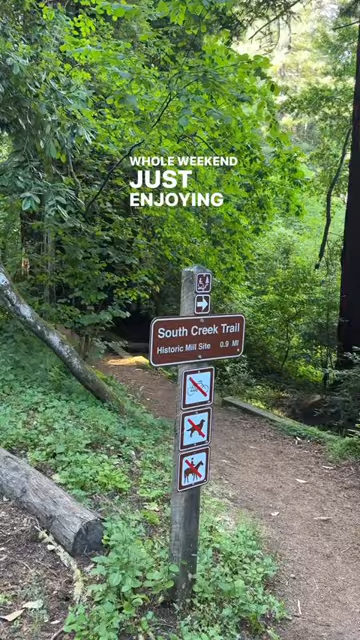 WHOLE WEEKEND
JUST
ENJOYING
South Creek Trail
Historic Mill Site 0.9 MI